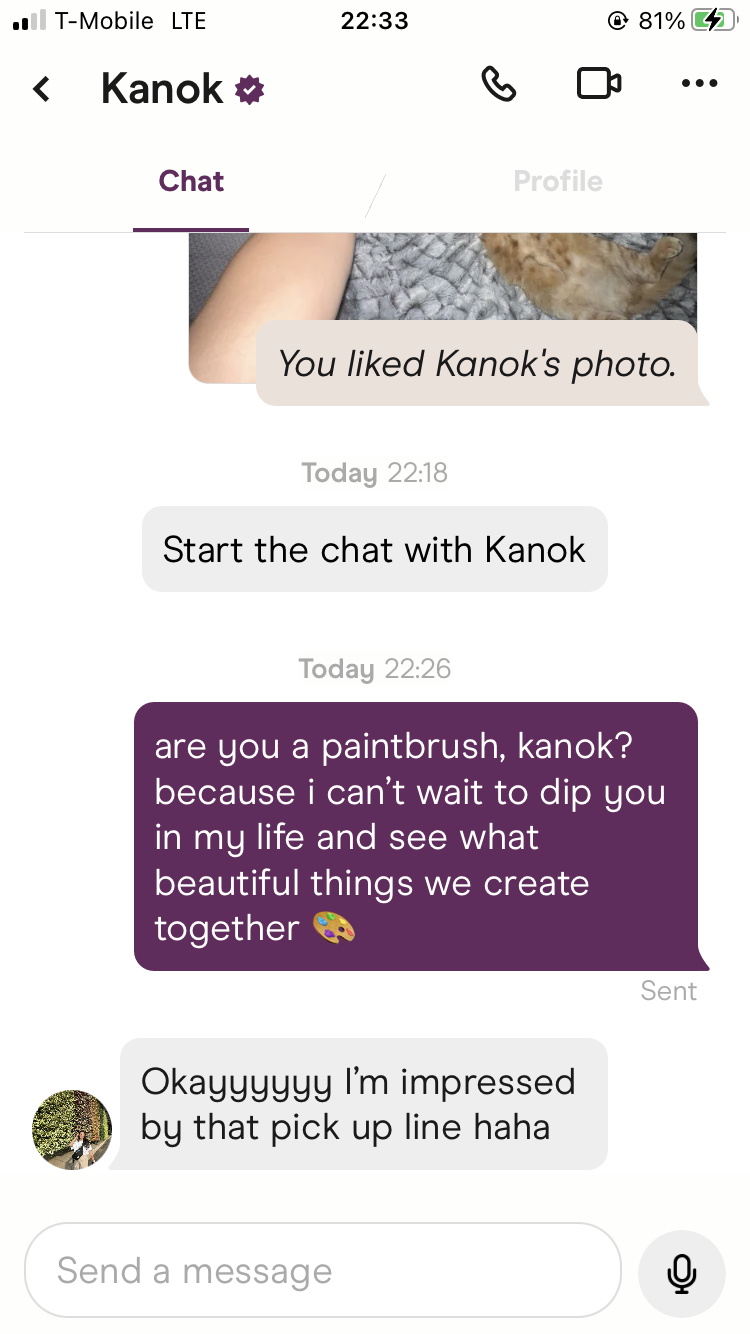 T-Mobile LTE 22:33 81%
Kanok
Chat Profile
You liked Kanok's photo.
Today 22:18
Start the chat with Kanok
Today 22:26
are you a paintbrush, kanok?
because i can’t wait to dip you
in my life and see what
beautiful things we create
together 🎨
Sent
Okayyyyyy I’m impressed
by that pick up line haha
Send a message